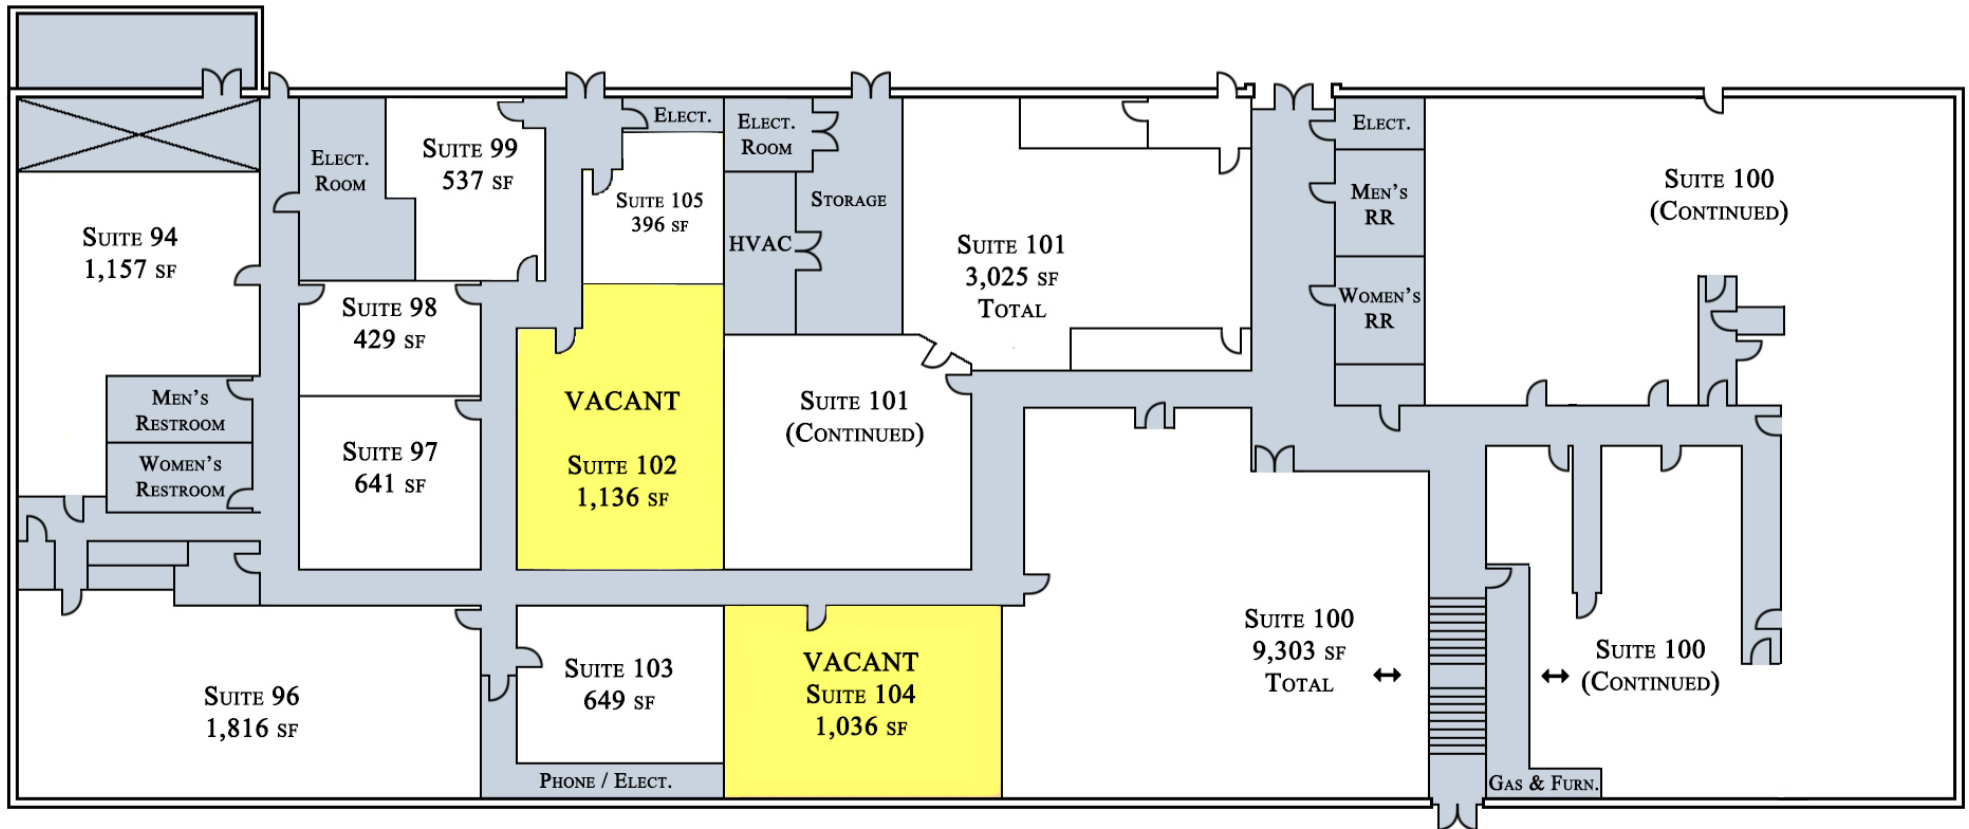 Suite 94
1,157 sf
Elect.
Room
Suite 99
537 sf
Elect.
Suite 105
396 sf
Elect.
Room
Storage
HVAC
Suite 101
3,025 sf
Total
Elect.
Men's
RR
Women's
RR
Suite 100
(Continued)
Suite 98
429 sf
Men's
Restroom
Women's
Restroom
Suite 97
641 sf
VACANT
Suite 102
1,136 sf
Suite 101
(Continued)
Suite 96
1,816 sf
Suite 103
649 sf
Phone / Elect.
VACANT
Suite 104
1,036 sf
Suite 100
9,303 sf
Total
Suite 100
(Continued)
Gas & Furn.